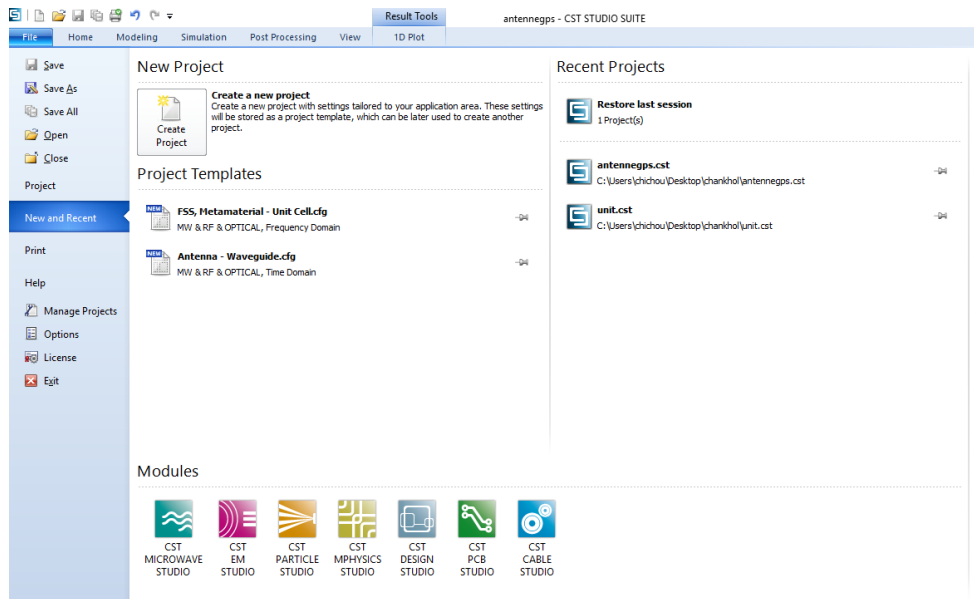 Result Tools
antennegps - CST STUDIO SUITE
File Home Modeling Simulation Post Processing View 1D Plot
Save
Save As
Save All
Open
Close
Project
New and Recent
Print
Help
Manage Projects
Options
License
Exit
New Project
Create Project
Create a new project
Create a new project with settings tailored to your application area. These settings
will be stored as a project template, which can be later used to create another
project.
Project Templates
NEW
FSS, Metamaterial - Unit Cell.cfg
MW & RF & OPTICAL, Frequency Domain
NEW
Antenna - Waveguide.cfg
MW & RF & OPTICAL, Time Domain
Recent Projects
Restore last session
1 Project(s)
antennegps.cst
C:\Users\chichou\Desktop\chankhol\antennegps.cst
unit.cst
C:\Users\chichou\Desktop\chankhol\unit.cst
Modules
CST
MICROWAVE
STUDIO
CST
EM
STUDIO
CST
PARTICLE
STUDIO
CST
MPHYSICS
STUDIO
CST
DESIGN
STUDIO
CST
PCB
STUDIO
CST
CABLE
STUDIO